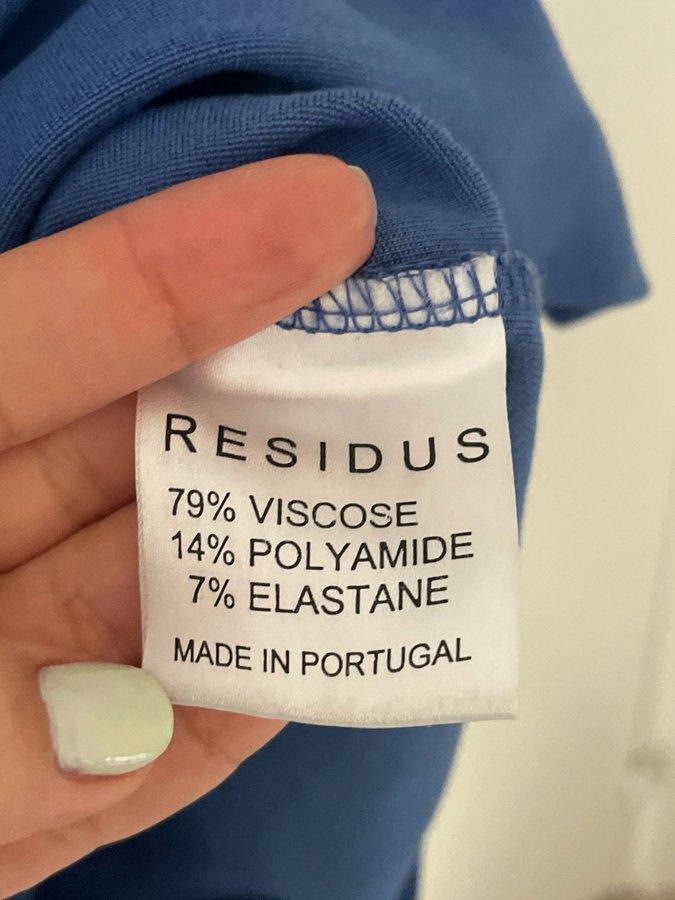 RESIDUS
79% VISCOSE
14% POLYAMIDE
7% ELASTANE
MADE IN PORTUGAL